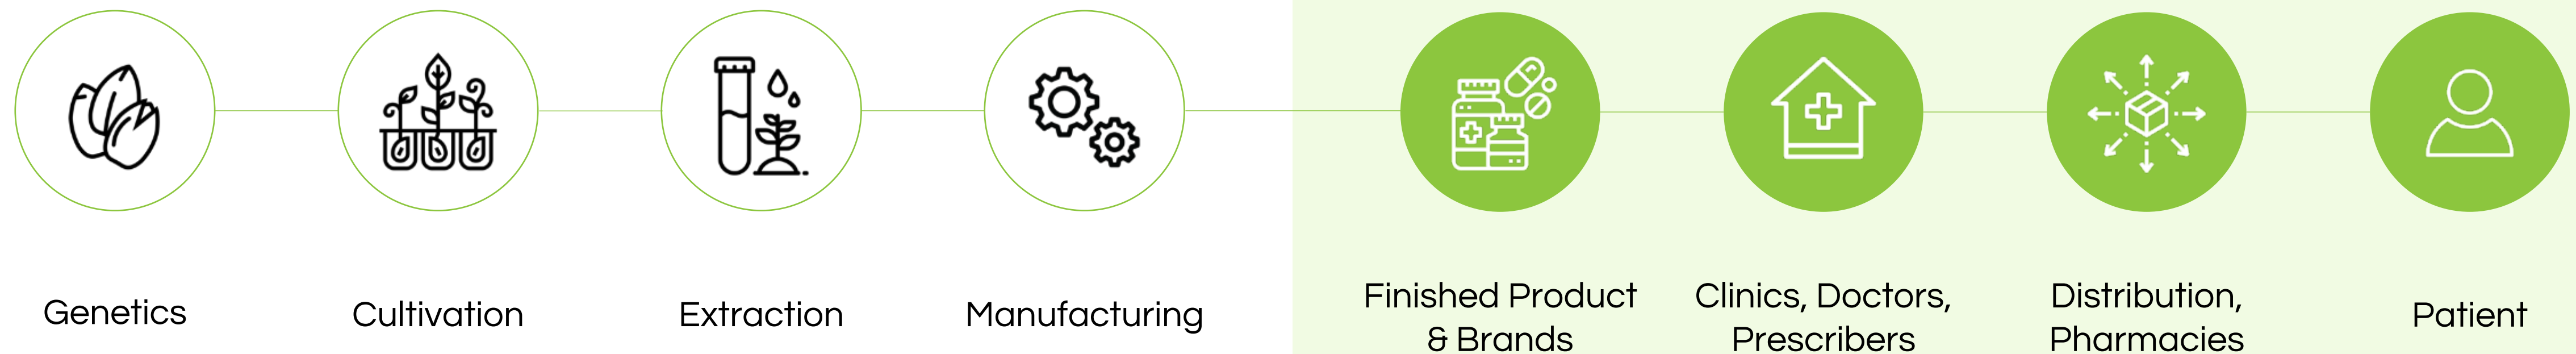 Genetics
Cultivation
Extraction
Manufacturing
Finished Product
& Brands
Clinics, Doctors,
Prescribers
Distribution,
Pharmacies
Patient